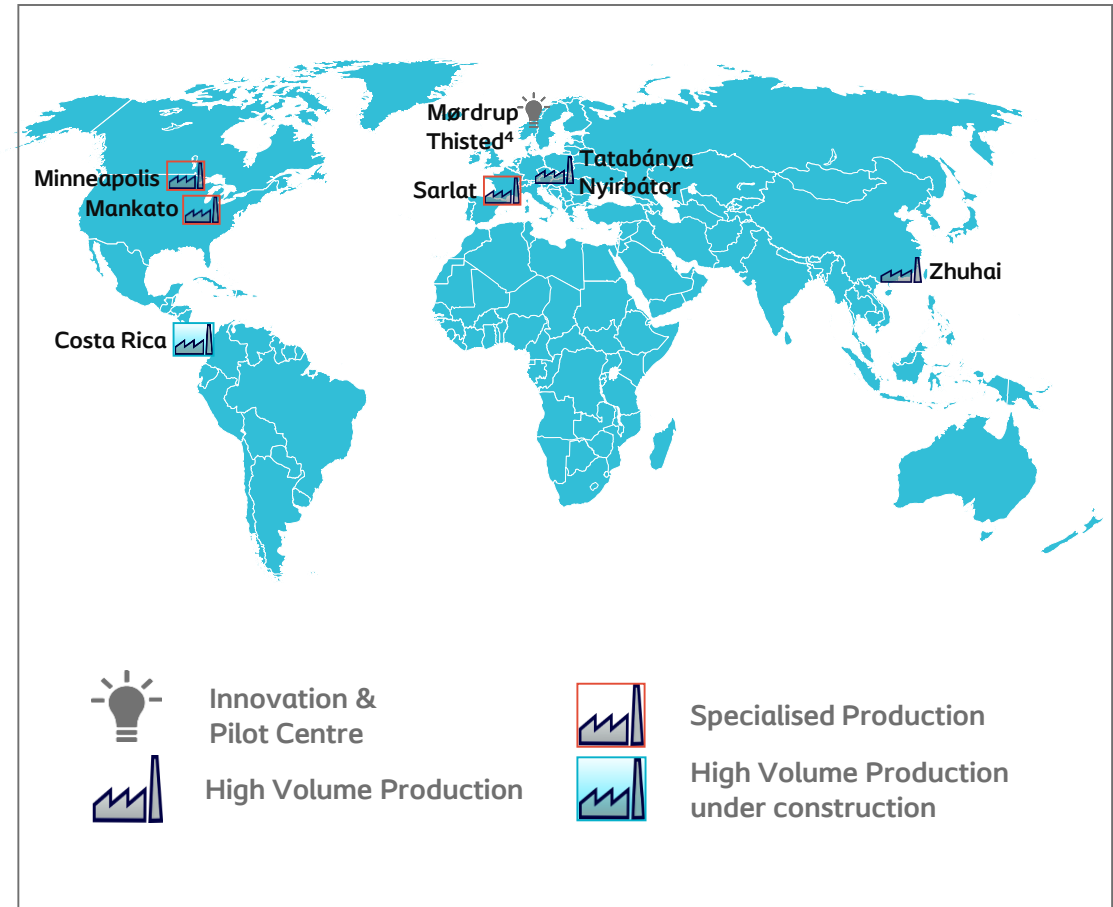 Mørdrup
Thisted⁴
Tatabánya
Nyirbátor
Minneapolis
Sarlat
Mankato
Zhuhai
Costa Rica
Innovation &
Pilot Centre
Specialised Production
High Volume Production
High Volume Production
under construction